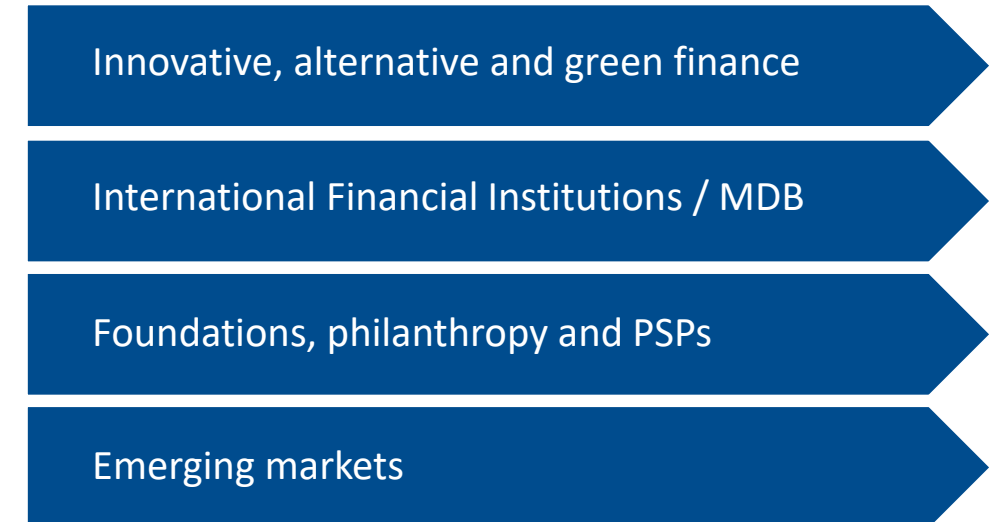 Innovative, alternative and green finance
International Financial Institutions / MDB
Foundations, philanthropy and PSPs
Emerging markets